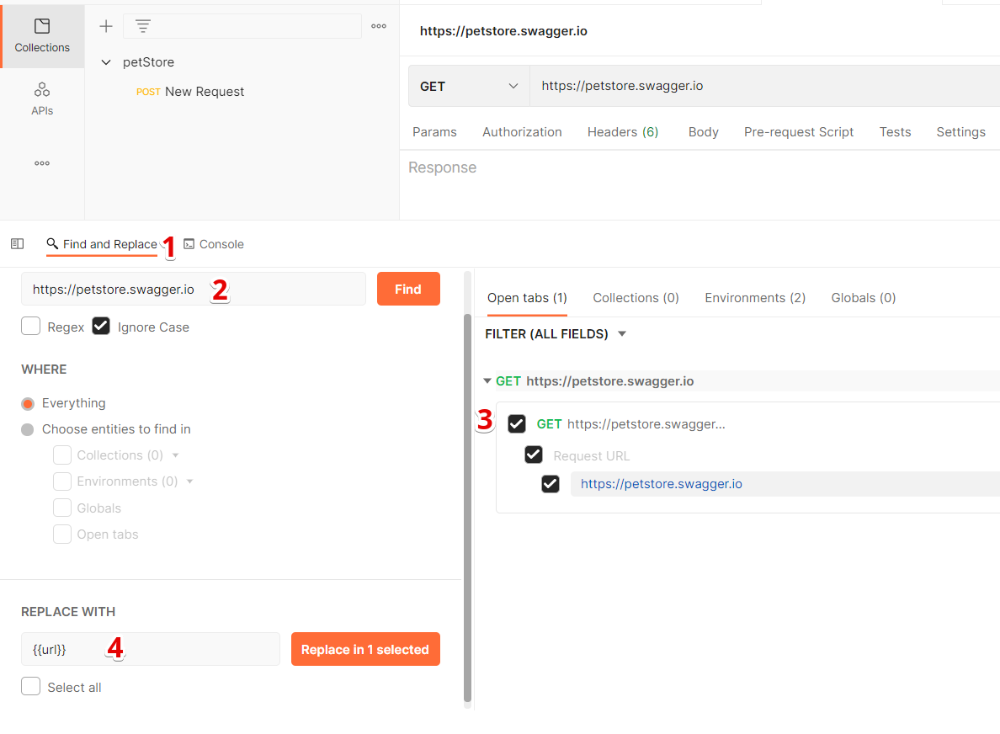 Collections
APIs
petStore
POST New Request
https://petstore.swagger.io
GET https://petstore.swagger.io
Params Authorization Headers (6) Body Pre-request Script Tests Settings
Response
Find and Replace 1 Console
https://petstore.swagger.io 2 Find
Regex Ignore Case
WHERE
Everything
Choose entities to find in
Collections (0)
Environments (0)
Globals
Open tabs
REPLACE WITH
{{url}} 4 Replace in 1 selected
Select all
Open tabs (1) Collections (0) Environments (2) Globals (0)
FILTER (ALL FIELDS)
GET https://petstore.swagger.io
3 GET https://petstore.swagger...
Request URL
https://petstore.swagger.io